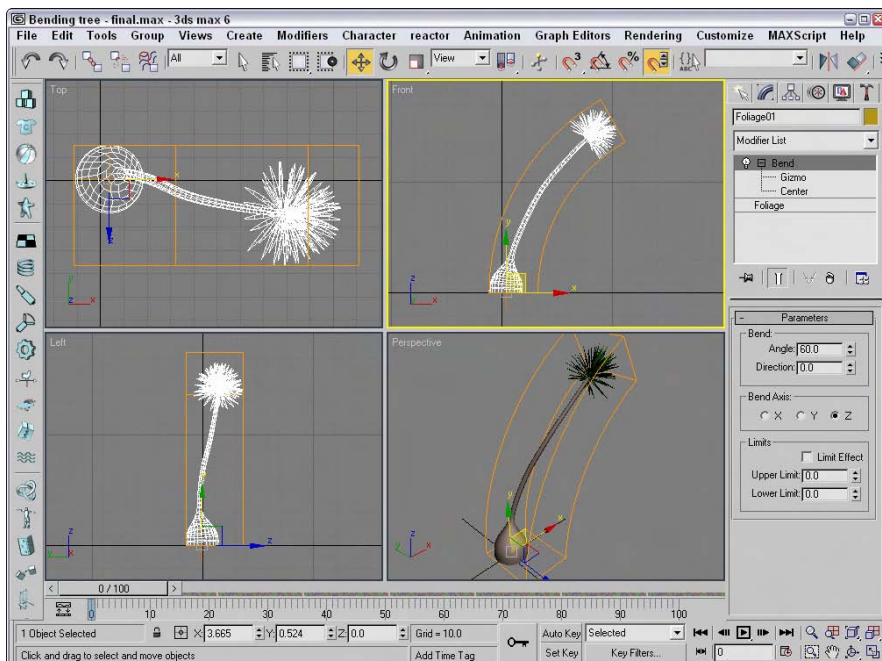 Bending tree - final.max - 3ds max 6
File Edit Tools Group Views Create Modifiers Character reactor Animation Graph Editors Rendering Customize MAXScript Help
All
View
Top
Front
Left
Perspective
x
z
y
x
z
y
x
y
z
x
z
y
z
y
x
y
x
z
Foliage01
Modifier List
Bend
Gizmo
Center
Foliage
- Parameters
Bend:
Angle: 60.0
Direction: 0.0
Bend Axis:
X Y Z
Limits
Limit Effect
Upper Limit: 0.0
Lower Limit: 0.0
< 0 / 100 >
0 10 20 30 40 50 60 70 80 90 100
1 Object Selected X: 3.665 Y: 0.524 Z: 0.0 Grid = 10.0 Auto Key Selected
Click and drag to select and move objects Add Time Tag Set Key Key Filters... 0